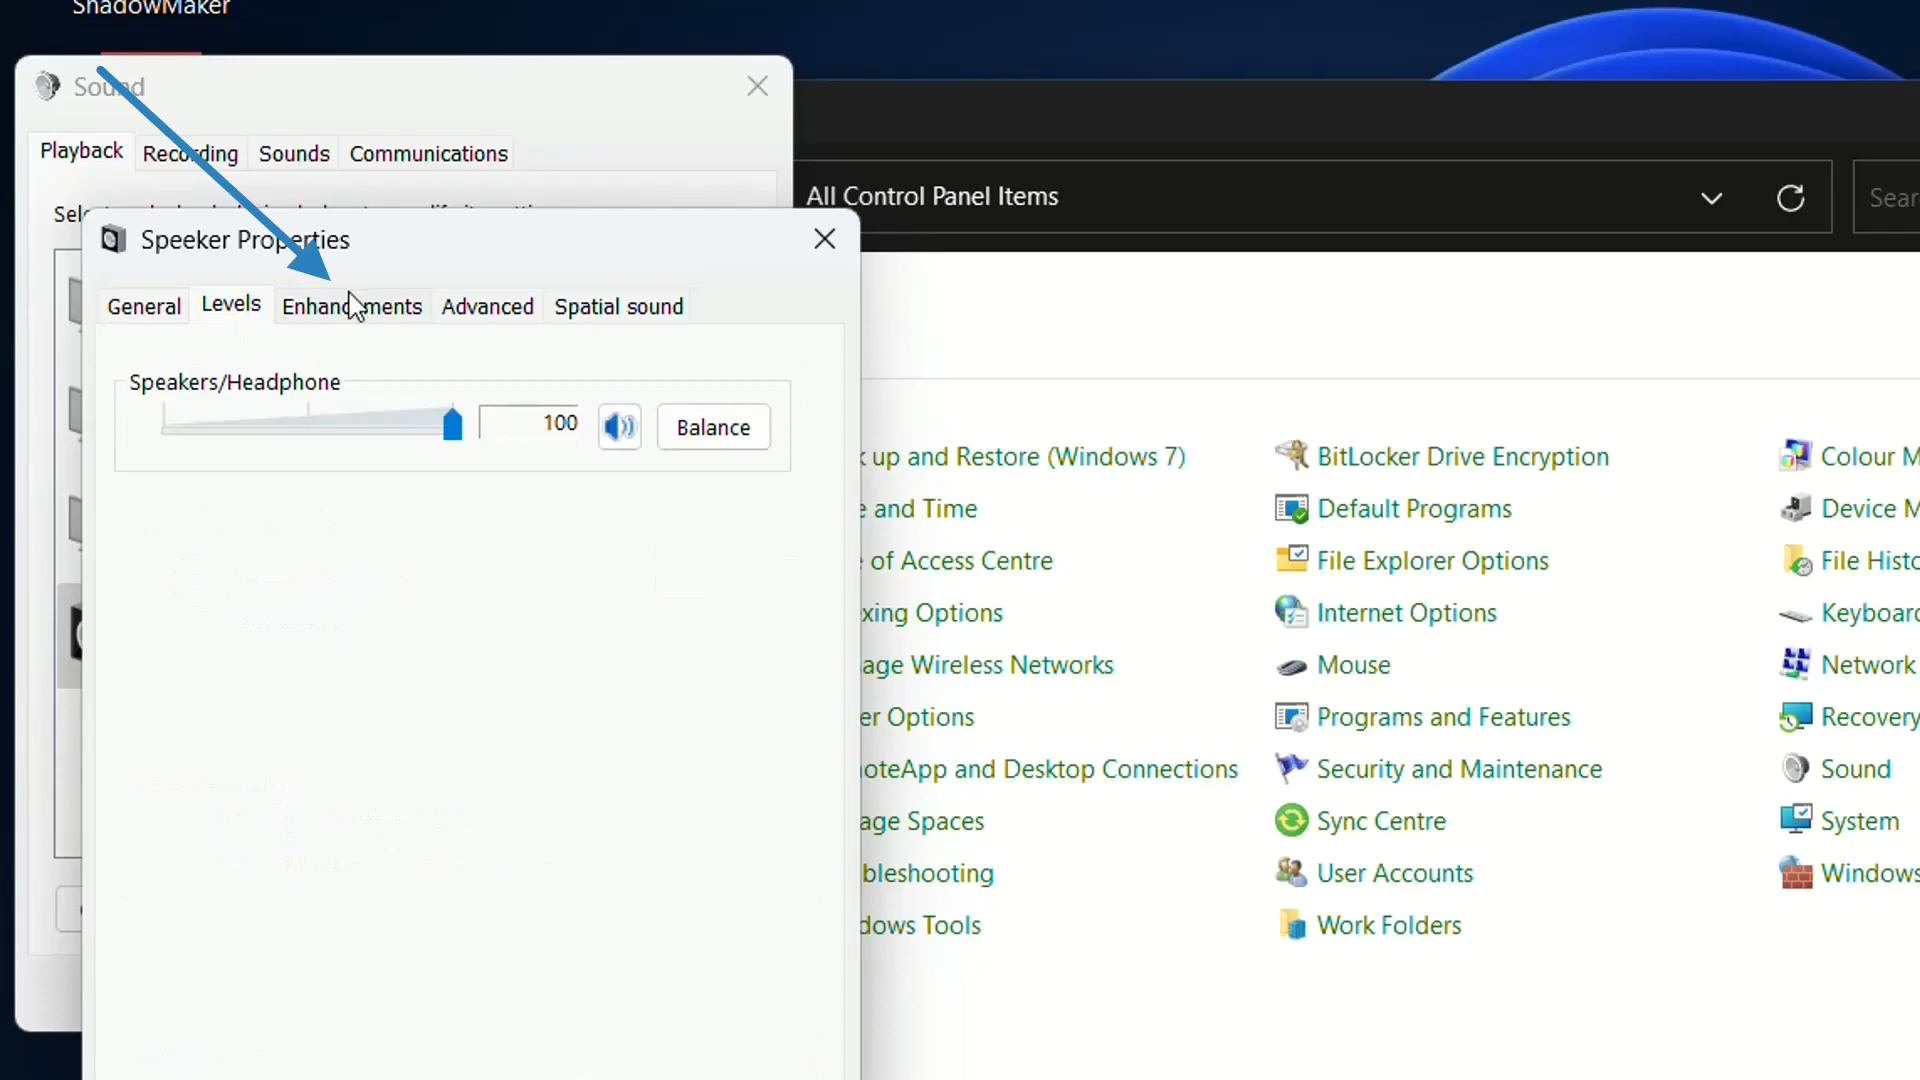 ShadowMaker
Sound
Playback Recording Sounds Communications
All Control Panel Items
Sear
Speeker Properties
General Levels Enhancements Advanced Spatial sound
Speakers/Headphone
100
Balance
k up and Restore (Windows 7)
e and Time
of Access Centre
xing Options
age Wireless Networks
er Options
noteApp and Desktop Connections
age Spaces
bleshooting
dows Tools
BitLocker Drive Encryption
Default Programs
File Explorer Options
Internet Options
Mouse
Programs and Features
Security and Maintenance
Sync Centre
User Accounts
Work Folders
Colour M
Device M
File Histo
Keyboard
Network
Recovery
Sound
System
Windows